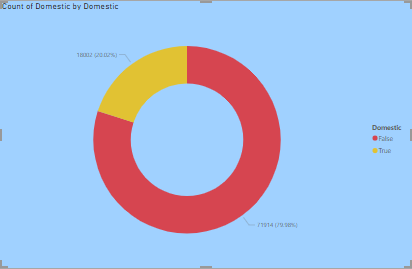 Count of Domestic by Domestic
18002 (20.02%)
Domestic
False
True
71914 (79.98%)